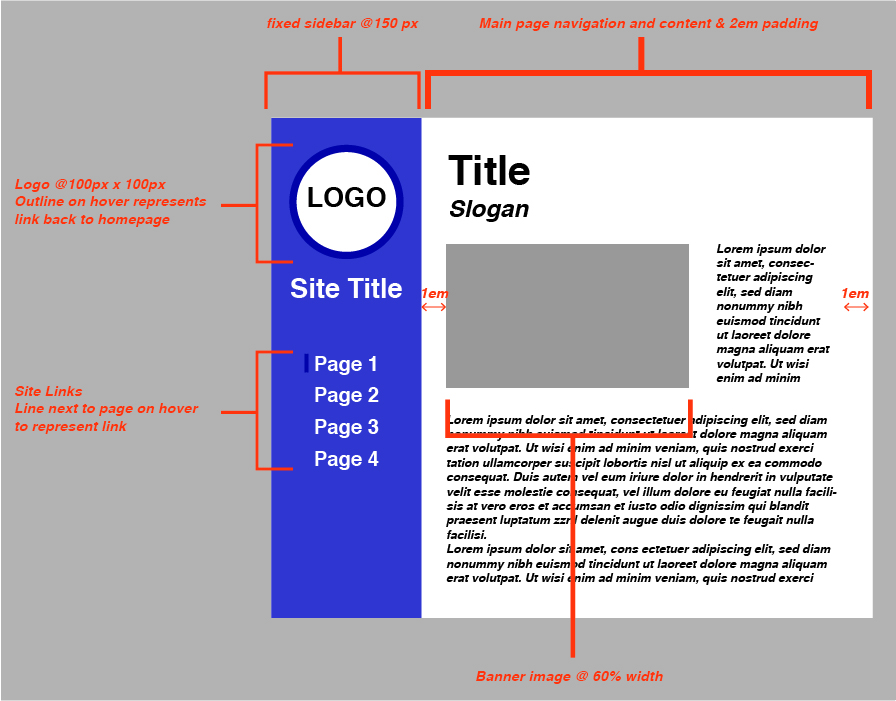 fixed sidebar @150 px
Main page navigation and content & 2em padding
Logo @100px x 100px
Outline on hover represents
link back to homepage
LOGO
Site Title
Site Links
Line next to page on hover
to represent link
Page 1
Page 2
Page 3
Page 4
Title
Slogan
1em
1em
Lorem ipsum dolor
sit amet, consec-
tetuer adipiscing
elit, sed diam
nonummy nibh
euismod tincidunt
ut laoreet dolore
magna aliquam erat
volutpat. Ut wisi
enim ad minim
Lorem ipsum dolor sit amet, consectetuer adipiscing elit, sed diam
nonummy nibh euismod tincidunt ut laoreet dolore magna aliquam
erat volutpat. Ut wisi enim ad minim veniam, quis nostrud exerci
tation ullamcorper suscipit lobortis nisl ut aliquip ex ea commodo
consequat. Duis autem vel eum iriure dolor in hendrerit in vulputate
velit esse molestie consequat, vel illum dolore eu feugiat nulla facili-
sis at vero eros et accumsan et iusto odio dignissim qui blandit
praesent luptatum zzril delenit augue duis dolore te feugait nulla
facilisi.
Lorem ipsum dolor sit amet, cons ectetuer adipiscing elit, sed diam
nonummy nibh euismod tincidunt ut laoreet dolore magna aliquam
erat volutpat. Ut wisi enim ad minim veniam, quis nostrud exerci
Banner image @ 60% width